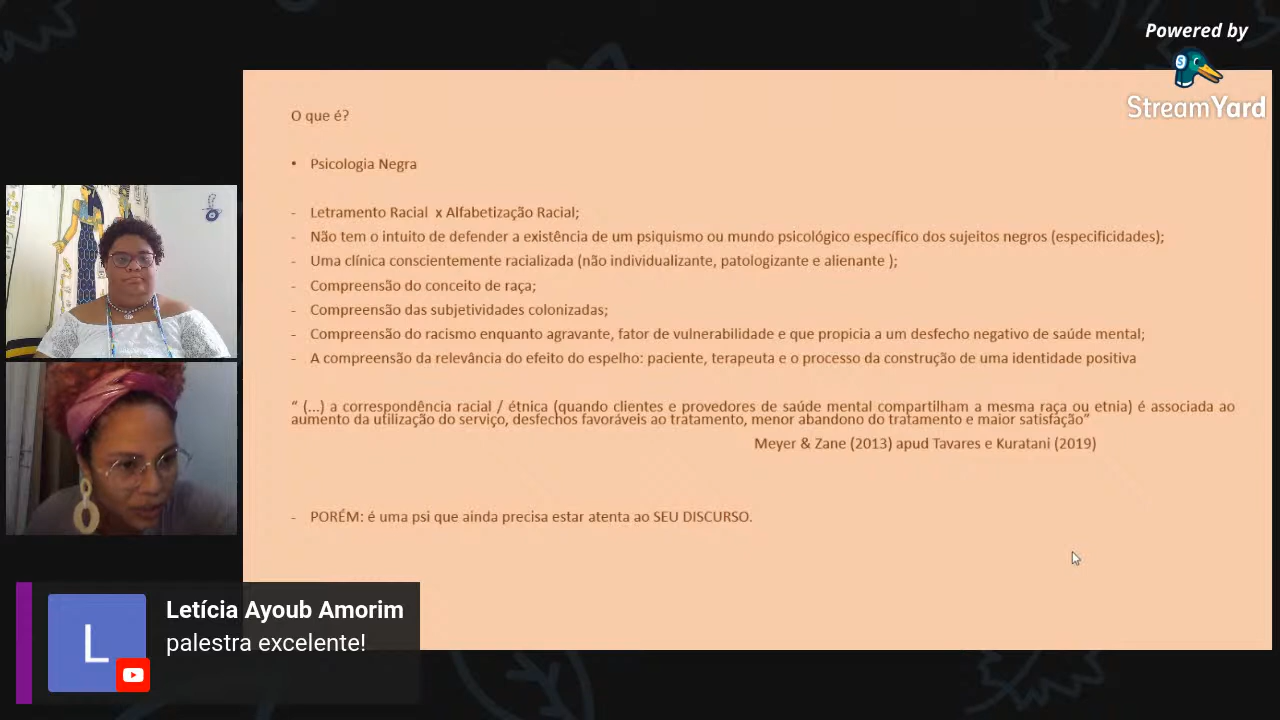 Powered by
StreamYard
O que é?
• Psicologia Negra
- Letramento Racial x Alfabetização Racial;
- Não tem o intuito de defender a existência de um psiquismo ou mundo psicológico específico dos sujeitos negros (especificidades);
- Uma clínica conscientemente racializada (não individualizante, patologizante e alienante );
- Compreensão do conceito de raça;
- Compreensão das subjetividades colonizadas;
- Compreensão do racismo enquanto agravante, fator de vulnerabilidade e que propicia a um desfecho negativo de saúde mental;
- A compreensão da relevância do efeito do espelho: paciente, terapeuta e o processo da construção de uma identidade positiva
“ (...) a correspondência racial / étnica (quando clientes e provedores de saúde mental compartilham a mesma raça ou etnia) é associada ao
aumento da utilização do serviço, desfechos favoráveis ao tratamento, menor abandono do tratamento e maior satisfação”
Meyer & Zane (2013) apud Tavares e Kuratani (2019)
- PORÉM: é uma psi que ainda precisa estar atenta ao SEU DISCURSO.
L
Letícia Ayoub Amorim
palestra excelente!